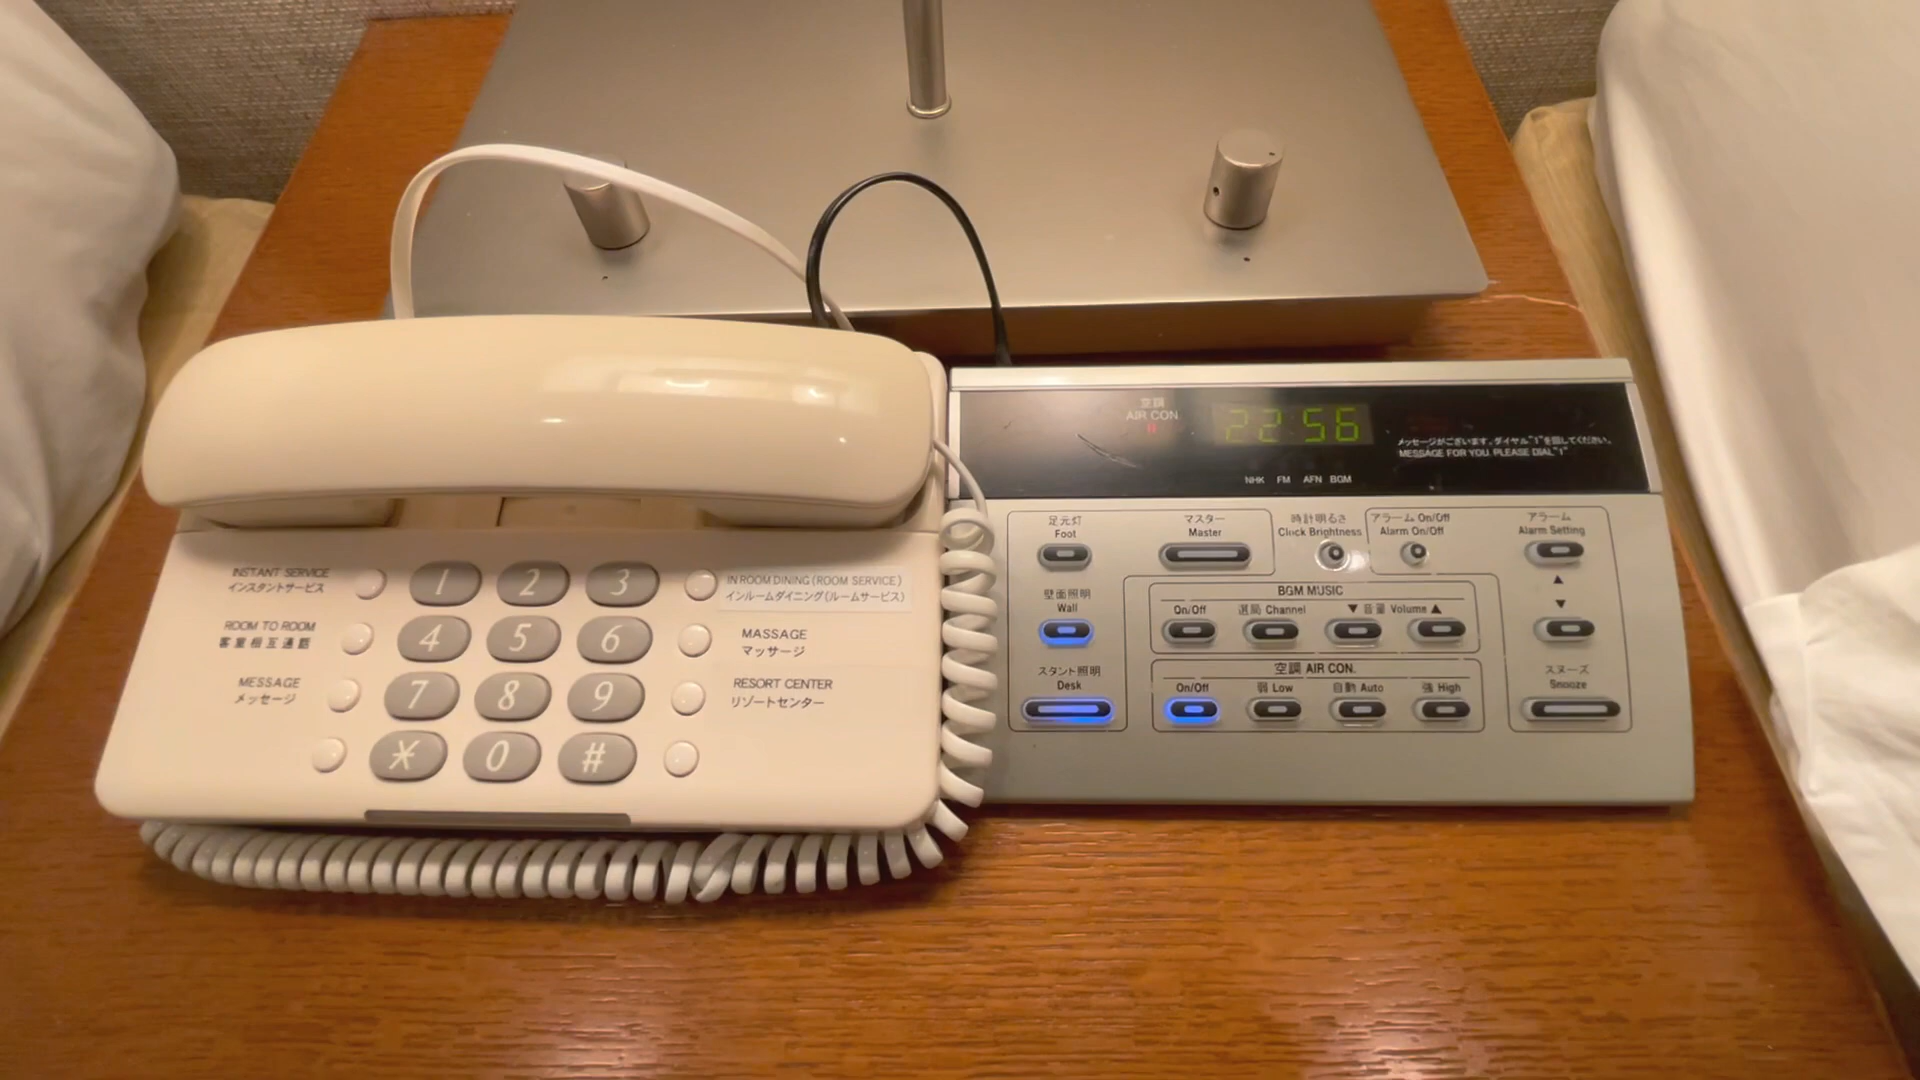 INSTANT SERVICE
インスタントサービス
ROOM TO ROOM
客室相互通話
MESSAGE
メッセージ
1 2 3
4 5 6
7 8 9
* 0 #
IN ROOM DINING (ROOM SERVICE)
インルームダイニング(ルームサービス)
MASSAGE
マッサージ
RESORT CENTER
リゾートセンター
空調
AIR CON
22:56
メッセージがございます。ダイヤル"1"を回してください。
MESSAGE FOR YOU. PLEASE DIAL "1"
NHK FM AFN BGM
足元灯
Foot
マスター
Master
時計明るさ
Clock Brightness
アラーム On/Off
Alarm On/Off
アラーム
Alarm Setting
▲
▼
壁面照明
Wall
BGM MUSIC
On/Off 選局 Channel ▼ 音量 Volume ▲
スタンド照明
Desk
空調 AIR CON.
On/Off 弱 Low 自動 Auto 強 High
スヌーズ
Snooze